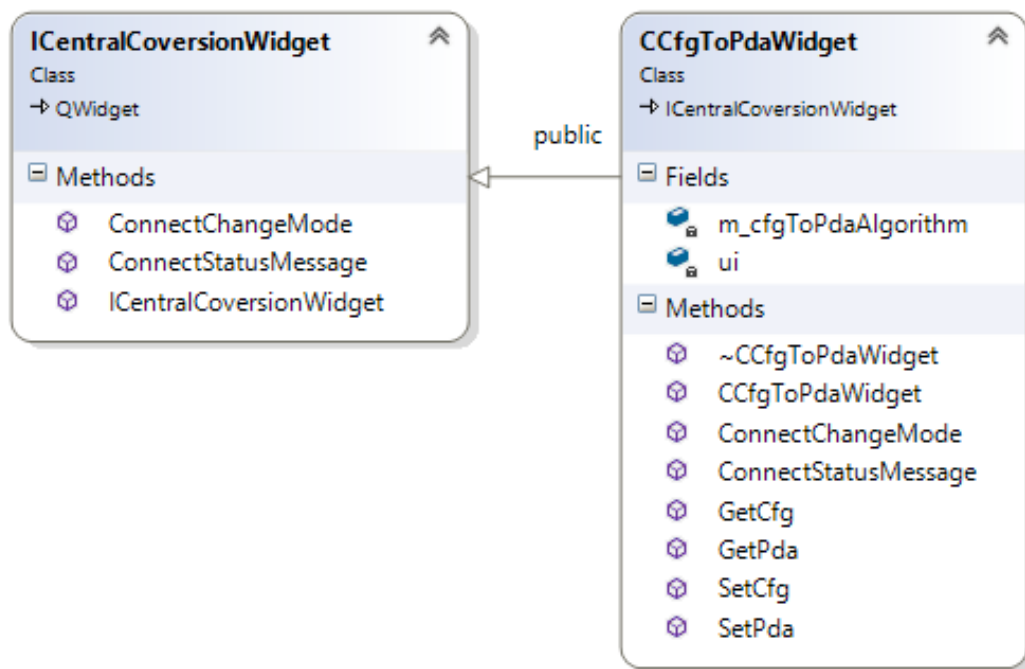 ICentralCoversionWidget
Class
QWidget
Methods
ConnectChangeMode
ConnectStatusMessage
ICentralCoversionWidget
public
CCfgToPdaWidget
Class
ICentralCoversionWidget
Fields
m_cfgToPdaAlgorithm
ui
Methods
~CCfgToPdaWidget
CCfgToPdaWidget
ConnectChangeMode
ConnectStatusMessage
GetCfg
GetPda
SetCfg
SetPda